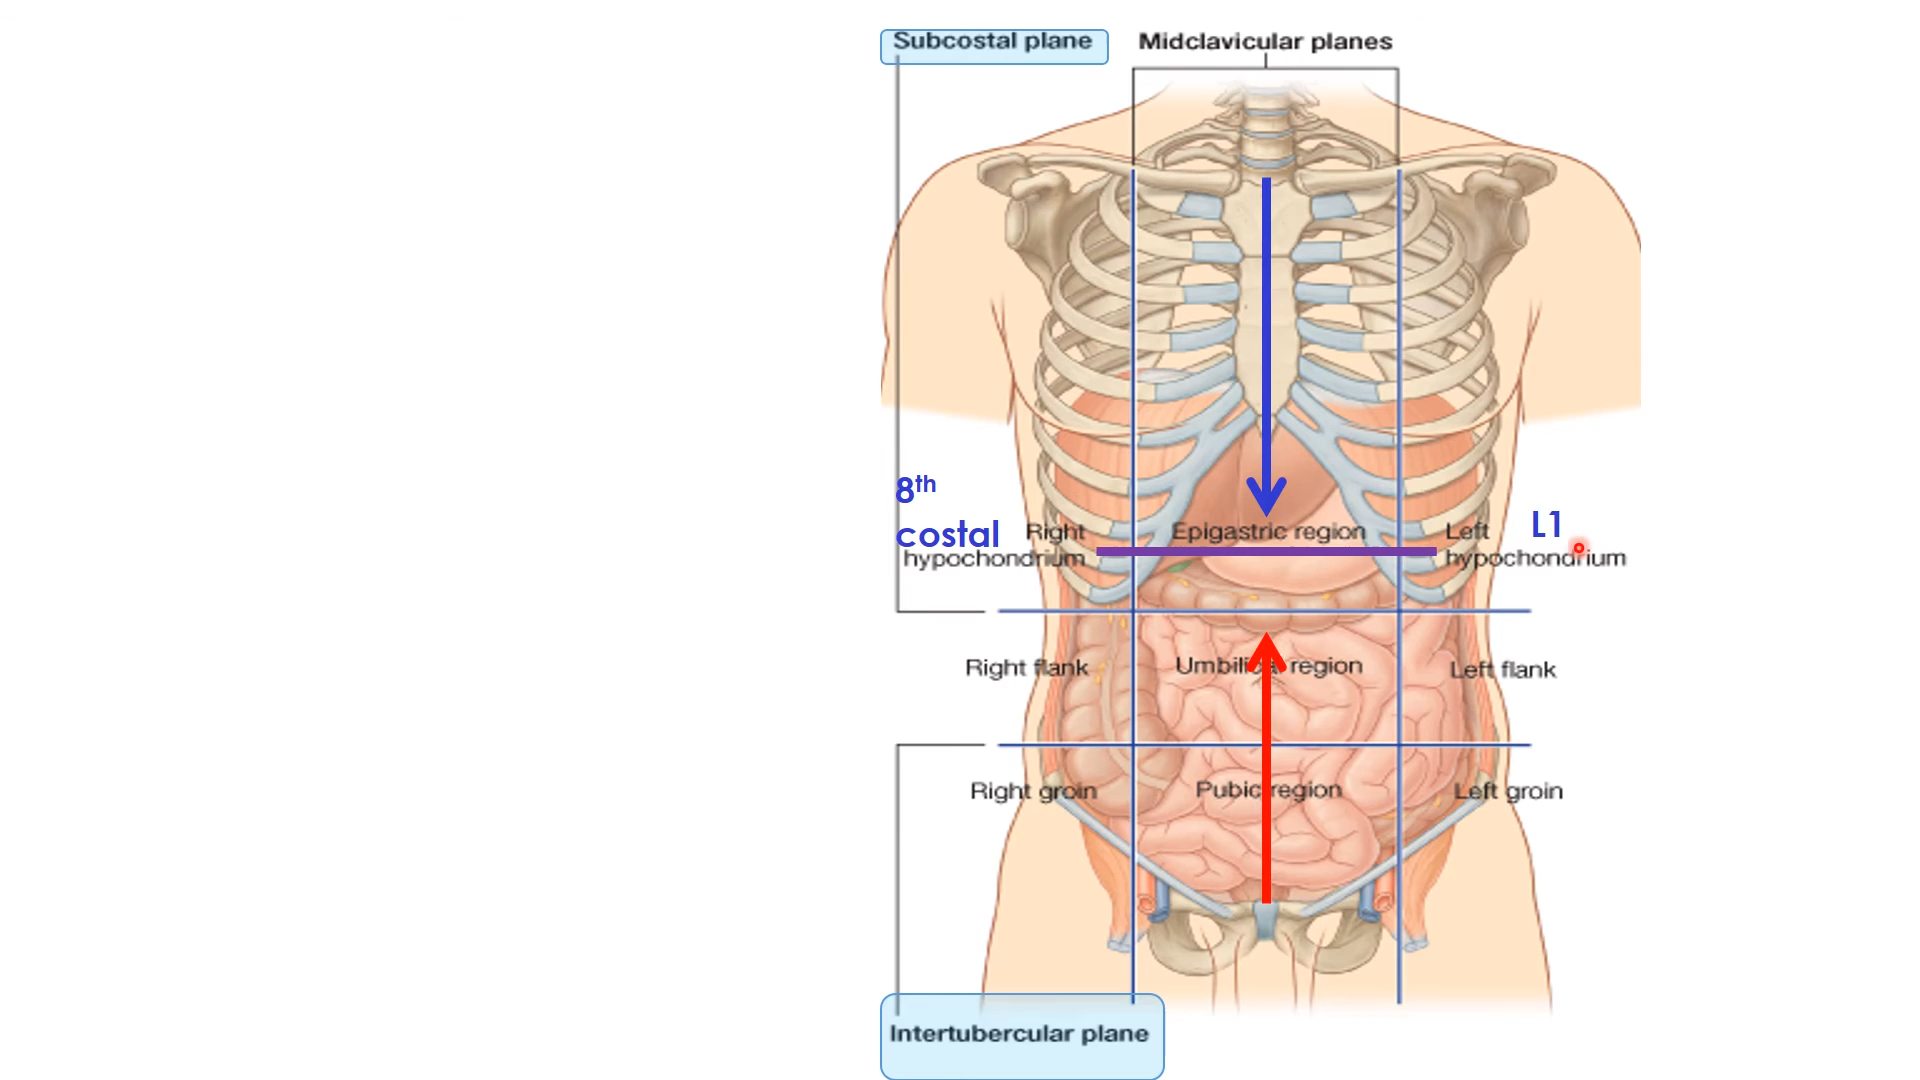 Subcostal plane
Midclavicular planes
8th
costal
Right
hypochondrium
Epigastric region
Left
hypochondrium
L1
Right flank
Umbilical region
Left flank
Right groin
Pubic region
Left groin
Intertubercular plane